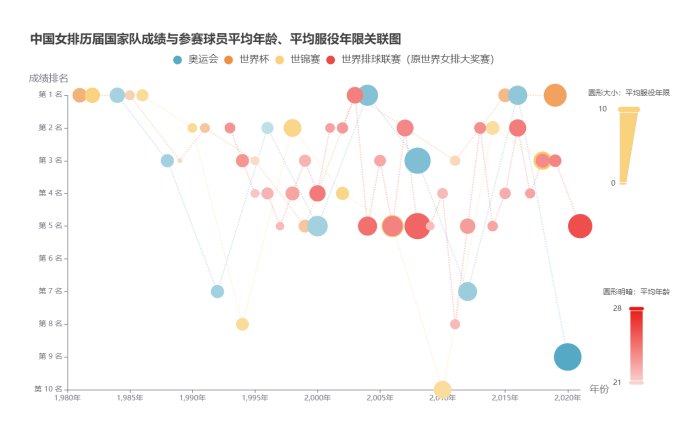 中国女排历届国家队成绩与参赛球员平均年龄、平均服役年限关联图
奥运会 世界杯 世锦赛 世界排球联赛（原世界女排大奖赛）
成绩排名
圆形大小：平均服役年限
第 1 名
10
第 2 名
第 3 名
0
第 4 名
第 5 名
第 6 名
第 7 名
圆形明暗：平均年龄
28
第 8 名
第 9 名
21
第 10 名
年份
1,980年 1,985年 1,990年 1,995年 2,000年 2,005年 2,010年 2,015年 2,020年